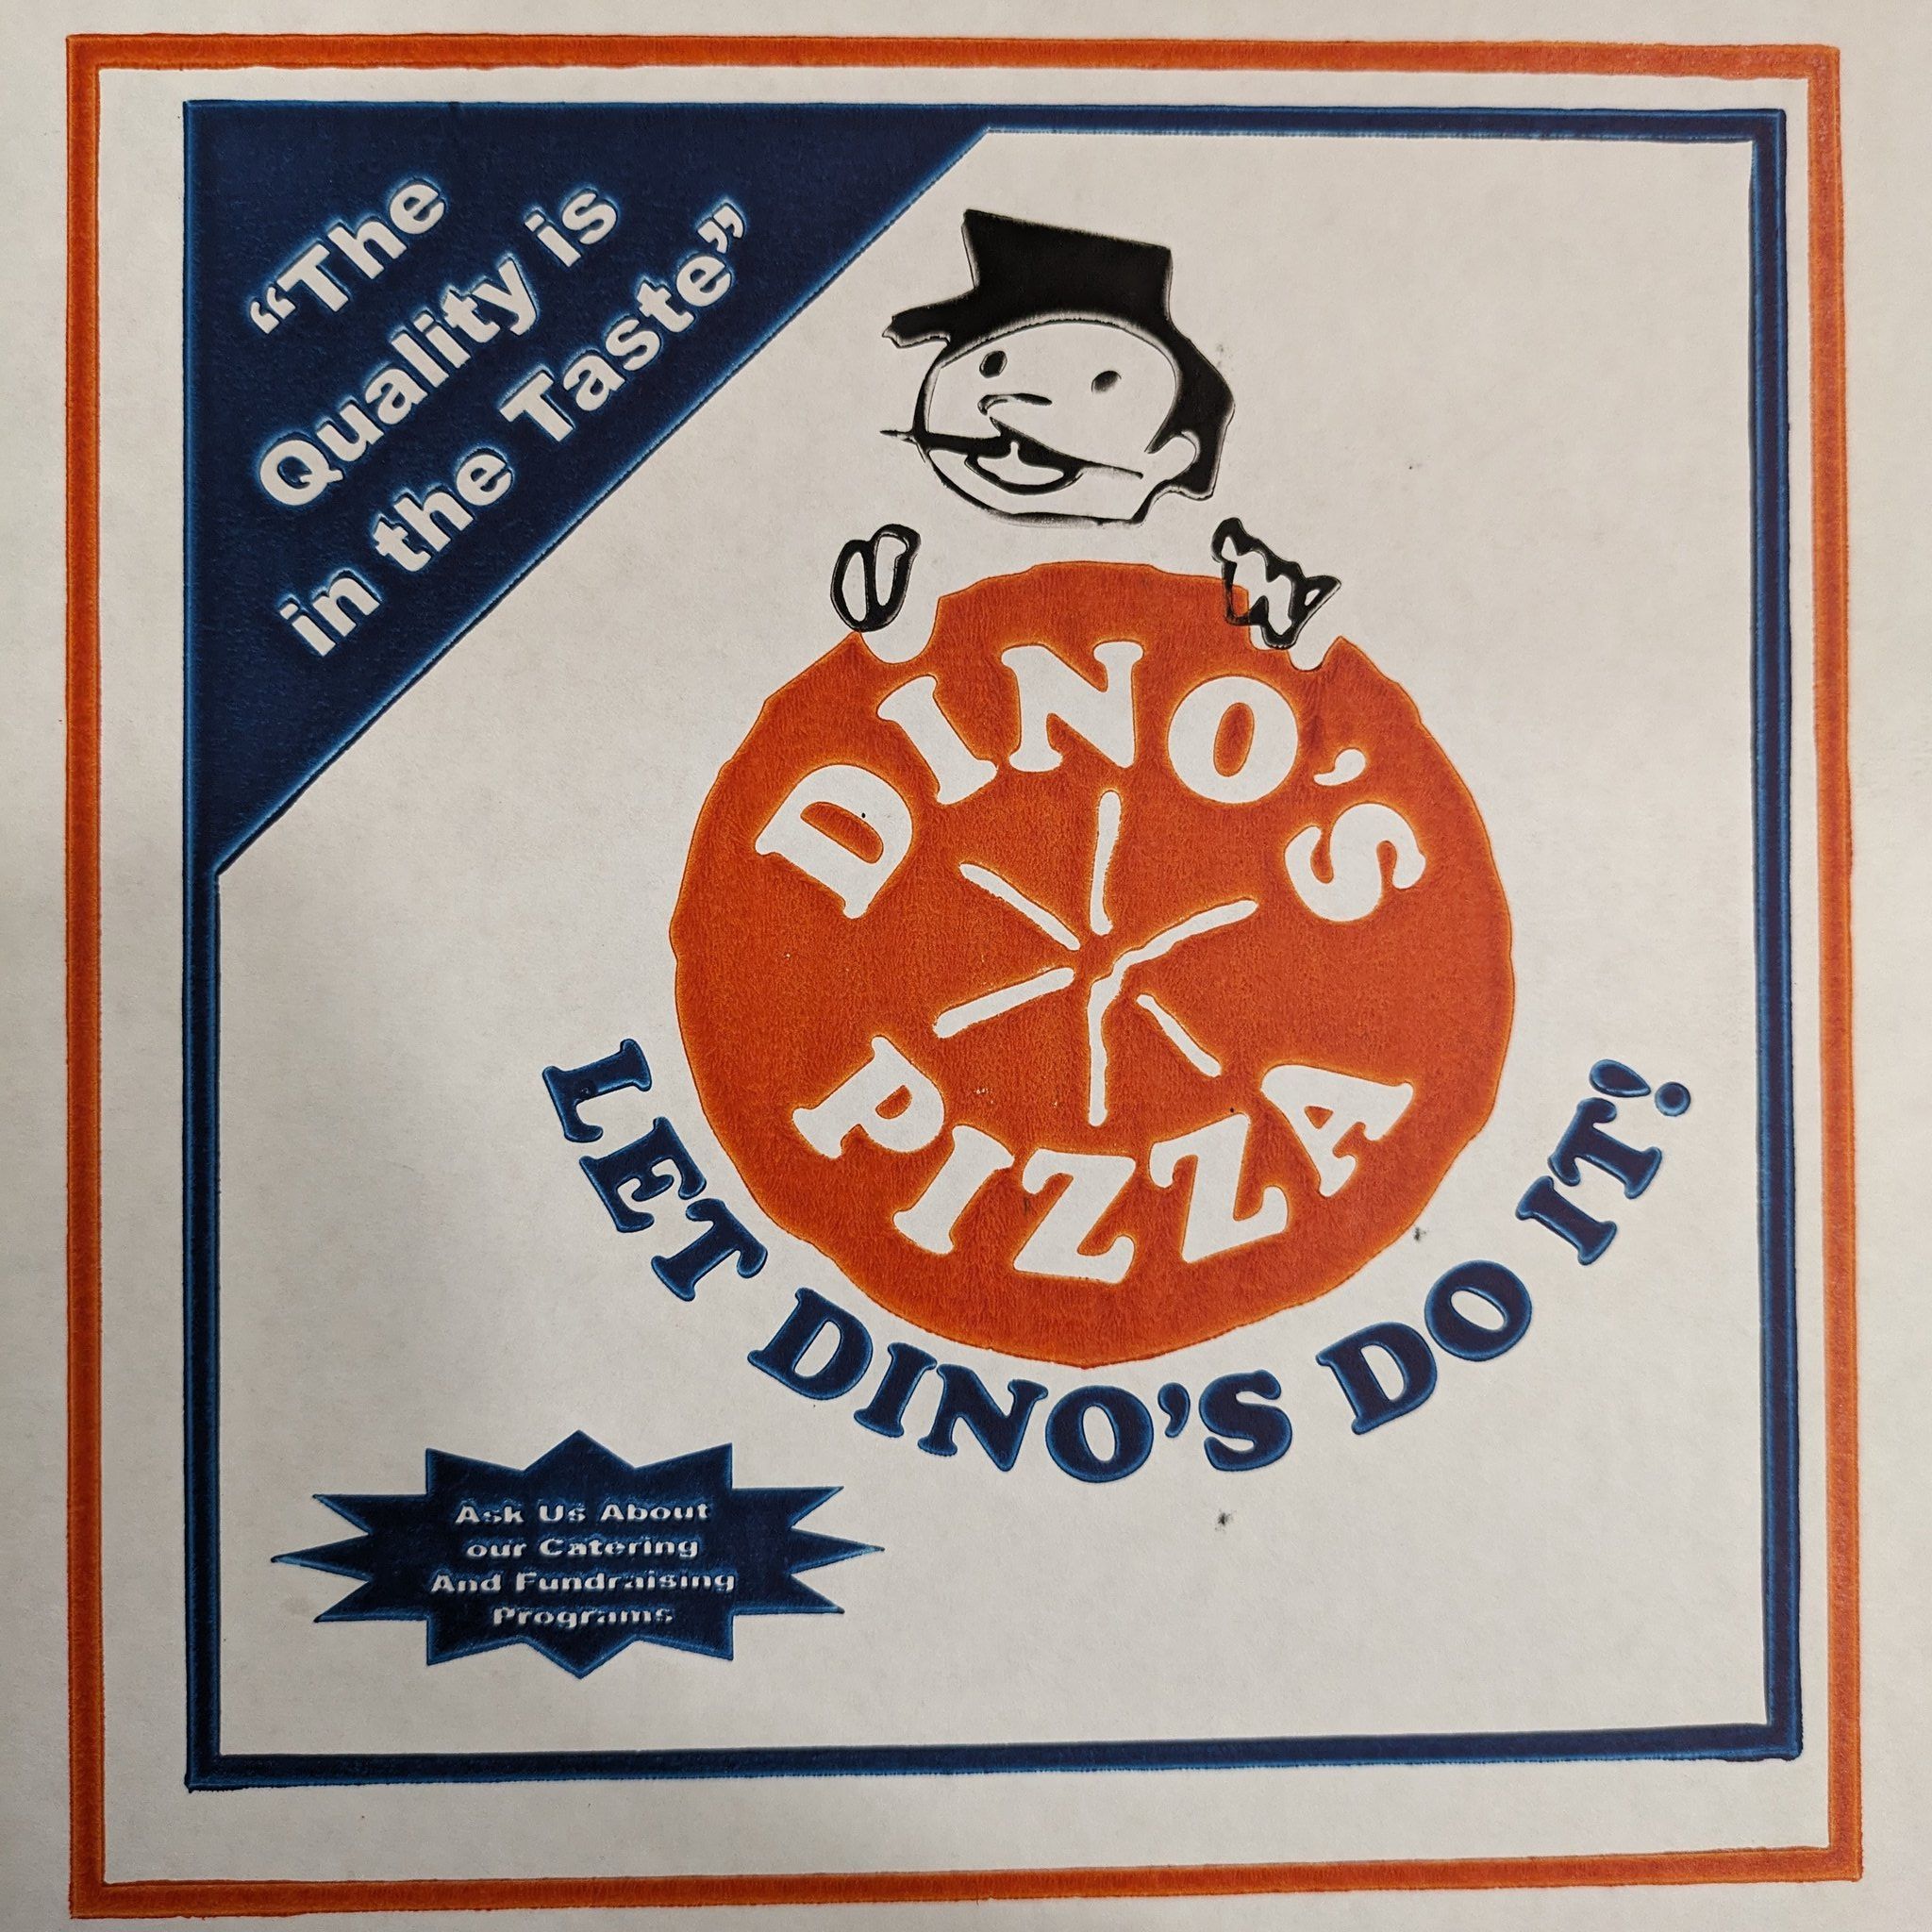 “The
Quality is
in the Taste”
DINO'S
PIZZA
LET DINO'S DO IT!
Ask Us About
our Catering
And Fundraising
Programs